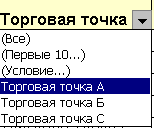 Торговая точка
(Все)
(Первые 10...)
(Условие...)
Торговая точка А
Торговая точка Б
Торговая точка С